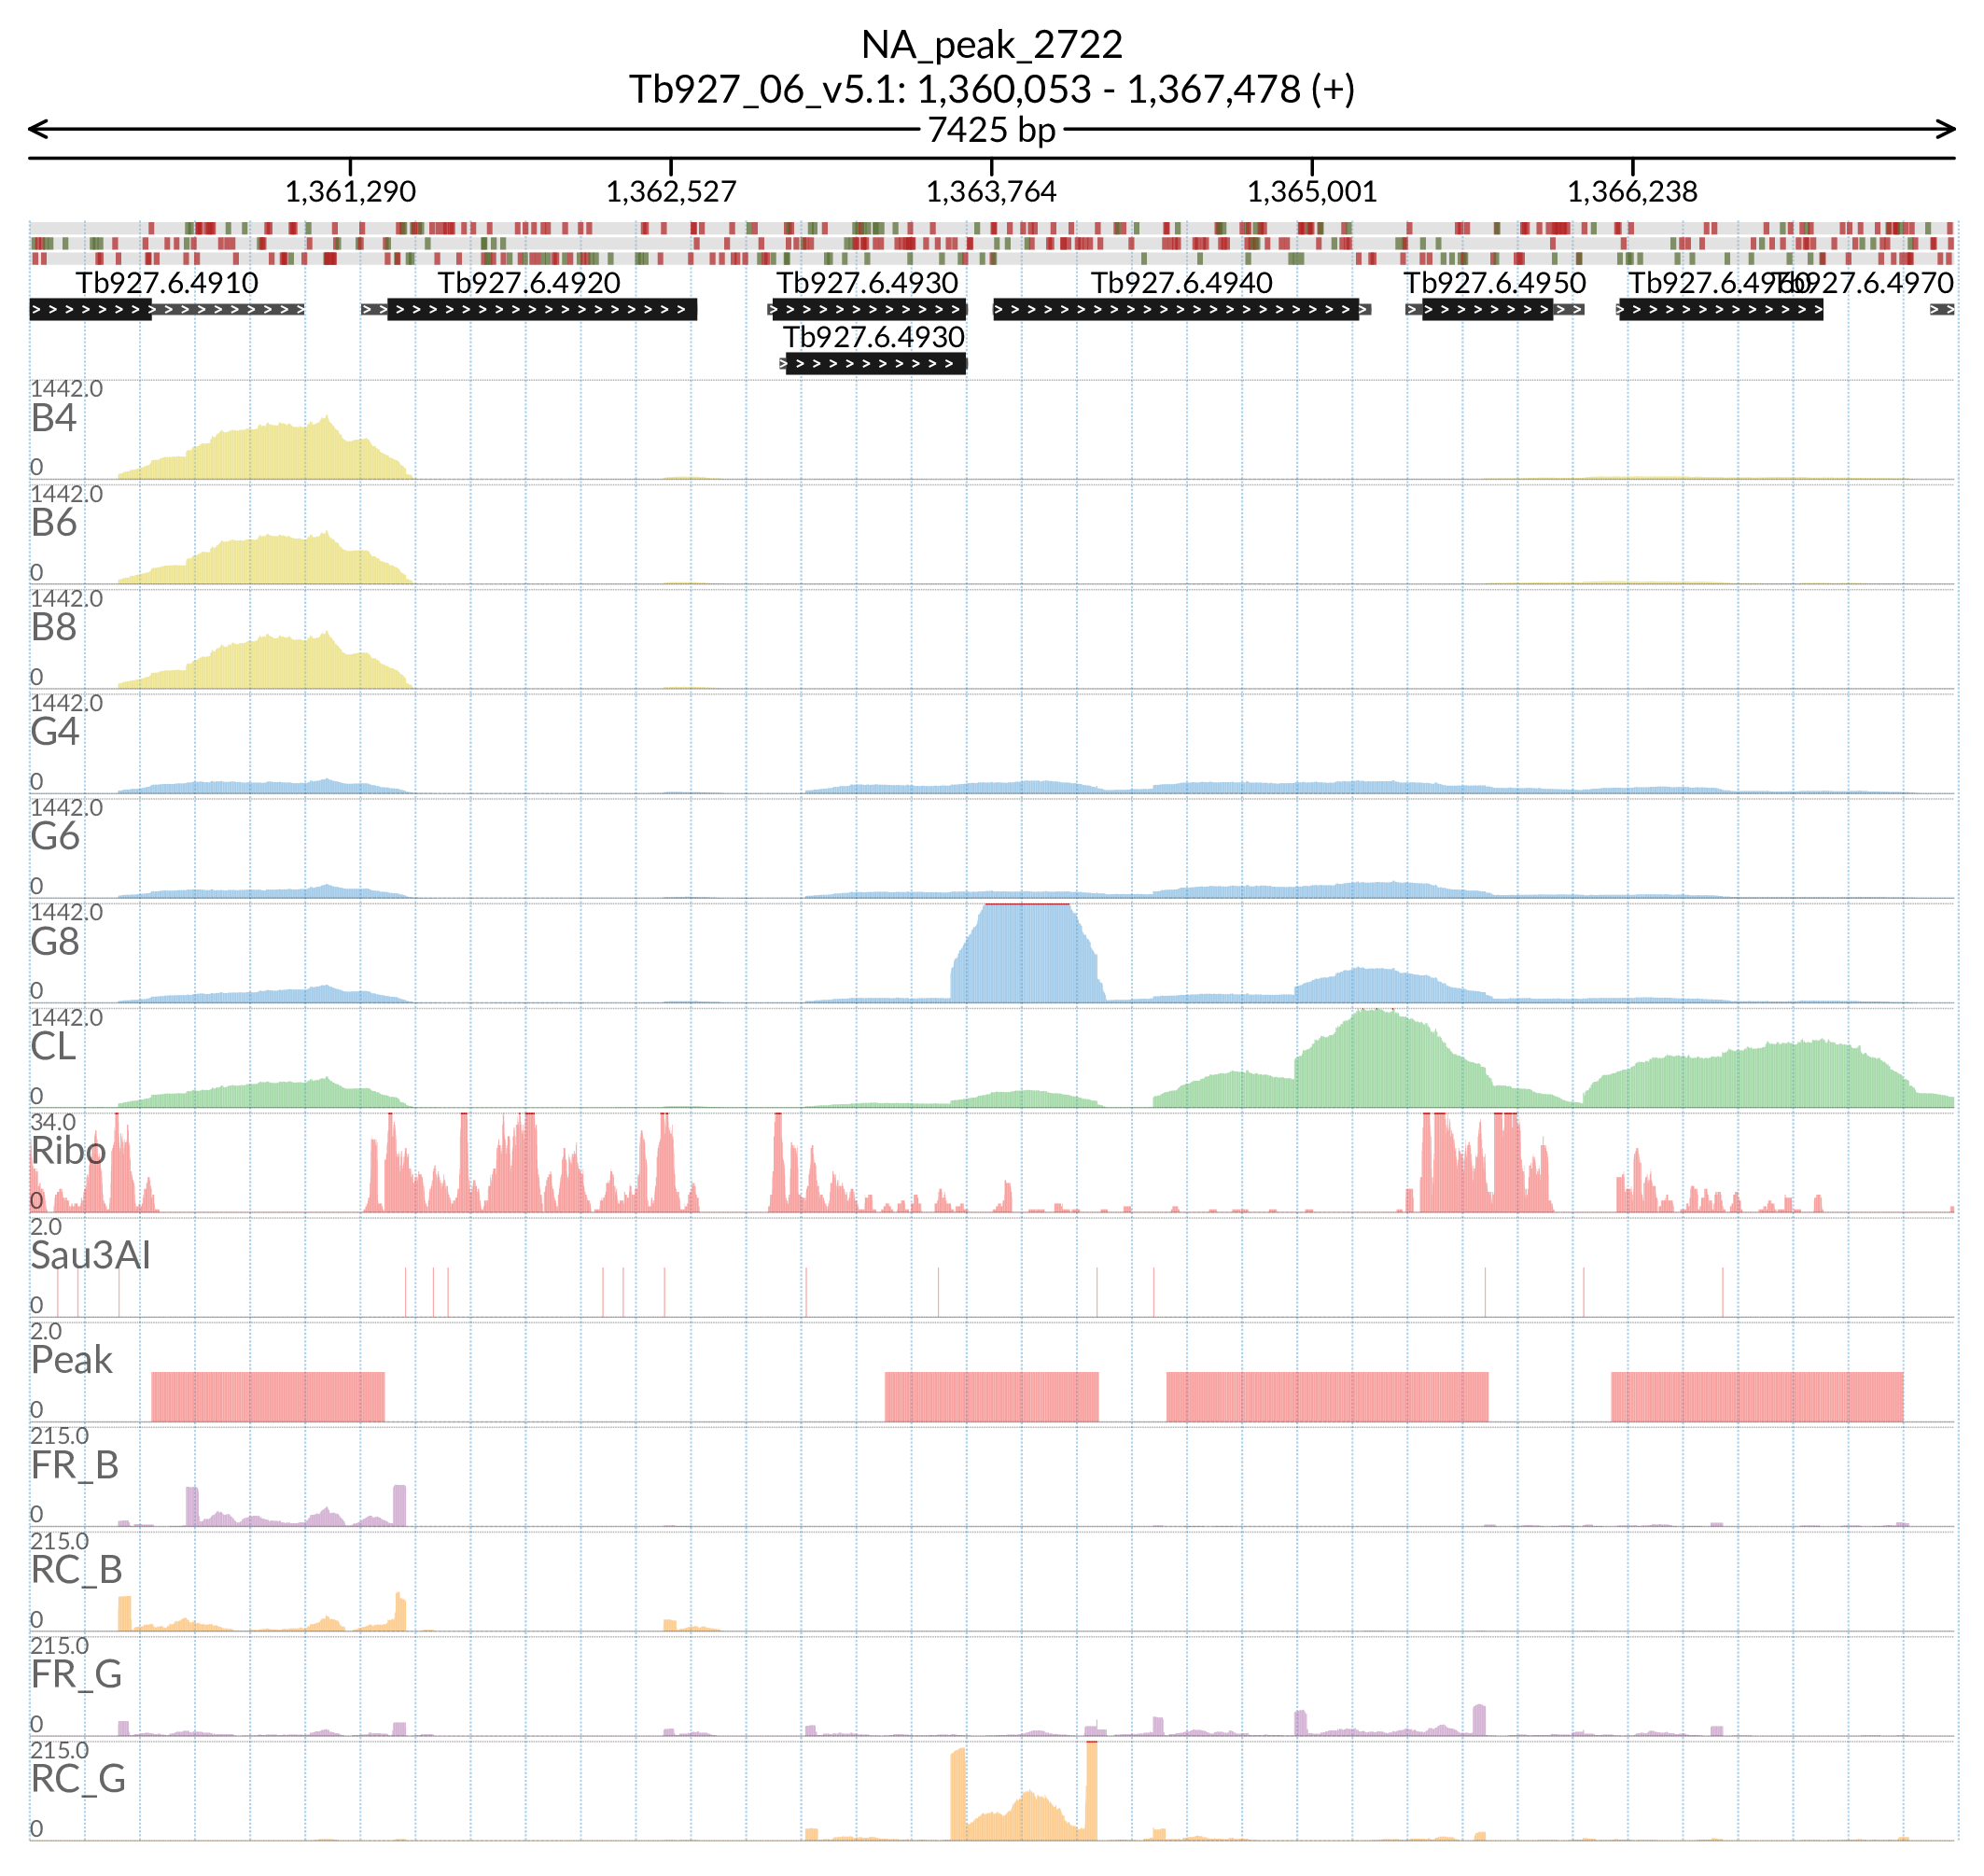 NA_peak_2722
Tb927_06_v5.1: 1,360,053 - 1,367,478 (+)
7425 bp
1,361,290 1,362,527 1,363,764 1,365,001 1,366,238
Tb927.6.4910 Tb927.6.4920 Tb927.6.4930 Tb927.6.4940 Tb927.6.4950 Tb927.6.4960 Tb927.6.4970
Tb927.6.4930
1442.0
B4
0
1442.0
B6
0
1442.0
B8
0
1442.0
G4
0
1442.0
G6
0
1442.0
G8
0
1442.0
CL
0
34.0
Ribo
0
2.0
Sau3AI
0
2.0
Peak
0
215.0
FR_B
0
215.0
RC_B
0
215.0
FR_G
0
215.0
RC_G
0